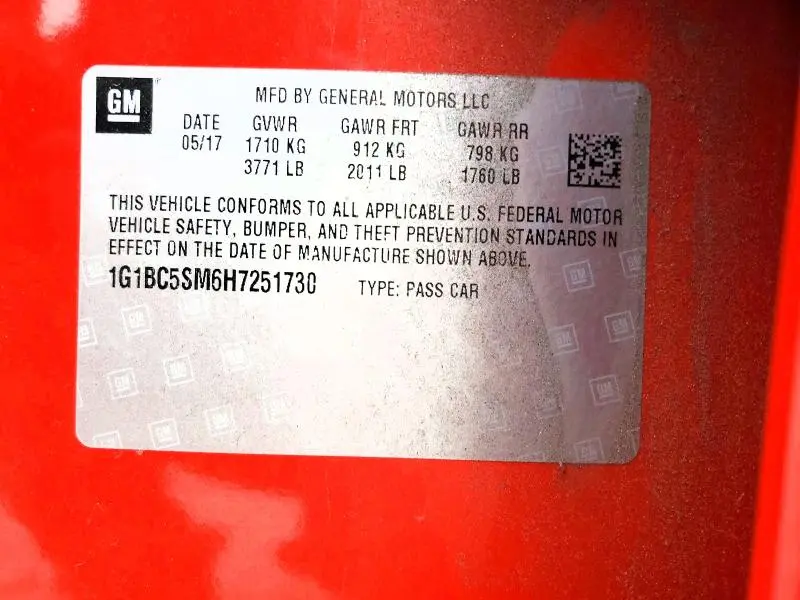 GM
MFD BY GENERAL MOTORS LLC
DATE GVWR GAWR FRT GAWR RR
05/17 1710 KG 912 KG 798 KG
3771 LB 2011 LB 1760 LB
THIS VEHICLE CONFORMS TO ALL APPLICABLE U.S. FEDERAL MOTOR
VEHICLE SAFETY, BUMPER, AND THEFT PREVENTION STANDARDS IN
EFFECT ON THE DATE OF MANUFACTURE SHOWN ABOVE.
1G1BC5SM6H7251730 TYPE: PASS CAR